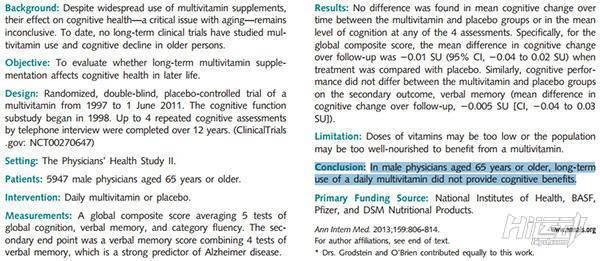 Background: Despite widespread use of multivitamin supplements,
their effect on cognitive health—a critical issue with aging—remains
inconclusive. To date, no long-term clinical trials have studied mul-
tivitamin use and cognitive decline in older persons.
Objective: To evaluate whether long-term multivitamin supple-
mentation affects cognitive health in later life.
Design: Randomized, double-blind, placebo-controlled trial of a
multivitamin from 1997 to 1 June 2011. The cognitive function
substudy began in 1998. Up to 4 repeated cognitive assessments
by telephone interview were completed over 12 years. (ClinicalTrials
.gov: NCT00270647)
Setting: The Physicians' Health Study II.
Patients: 5947 male physicians aged 65 years or older.
Intervention: Daily multivitamin or placebo.
Measurements: A global composite score averaging 5 tests of
global cognition, verbal memory, and category fluency. The sec-
ondary end point was a verbal memory score combining 4 tests of
verbal memory, which is a strong predictor of Alzheimer disease.
Results: No difference was found in mean cognitive change over
time between the multivitamin and placebo groups or in the mean
level of cognition at any of the 4 assessments. Specifically, for the
global composite score, the mean difference in cognitive change
over follow-up was −0.01 SU (95% CI, −0.04 to 0.02 SU) when
treatment was compared with placebo. Similarly, cognitive perfor-
mance did not differ between the multivitamin and placebo groups
on the secondary outcome, verbal memory (mean difference in
cognitive change over follow-up, −0.005 SU [CI, −0.04 to 0.03
SU]).
Limitation: Doses of vitamins may be too low or the population
may be too well-nourished to benefit from a multivitamin.
Conclusion: In male physicians aged 65 years or older, long-term
use of a daily multivitamin did not provide cognitive benefits.
Primary Funding Source: National Institutes of Health, BASF,
Pfizer, and DSM Nutritional Products.
Ann Intern Med. 2013;159:806-814.
For author affiliations, see end of text.
* Drs. Grodstein and O'Brien contributed equally to this work.